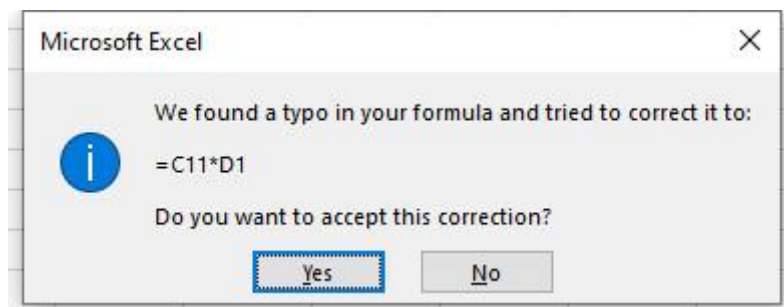 Microsoft Excel
We found a typo in your formula and tried to correct it to:
=C11*D1
Do you want to accept this correction?
Yes No